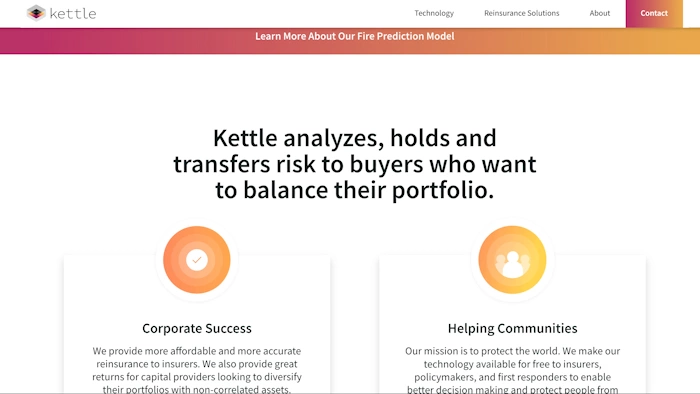 kettle
Technology
Reinsurance Solutions
About
Contact
Learn More About Our Fire Prediction Model
Kettle analyzes, holds and
transfers risk to buyers who want
to balance their portfolio.
Corporate Success
We provide more affordable and more accurate
reinsurance to insurers. We also provide great
returns for capital providers looking to diversify
their portfolios with non-correlated assets.
Helping Communities
Our mission is to protect the world. We make our
technology available for free to insurers,
policymakers, and first responders to enable
better decision making and protect people from